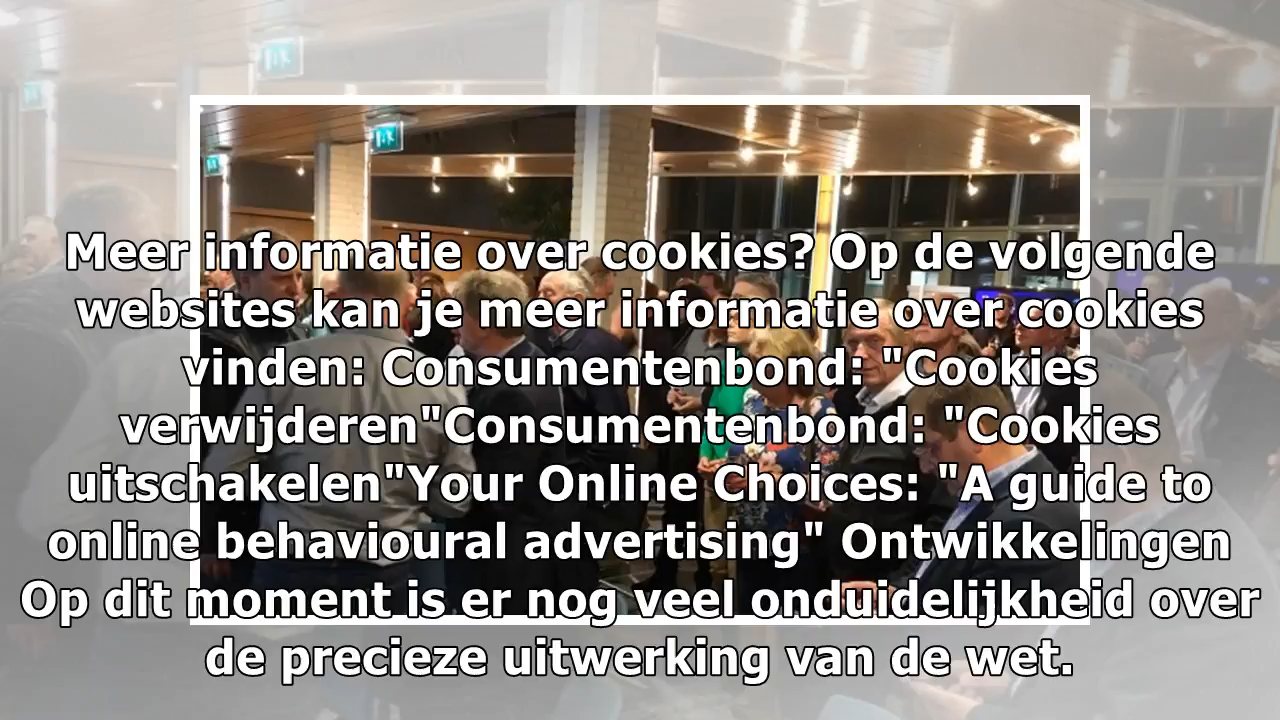 Meer informatie over cookies? Op de volgende
websites kan je meer informatie over cookies
vinden: Consumentenbond: "Cookies
verwijderen"Consumentenbond: "Cookies
uitschakelen"Your Online Choices: "A guide to
online behavioural advertising" Ontwikkelingen
Op dit moment is er nog veel onduidelijkheid over
de precieze uitwerking van de wet.